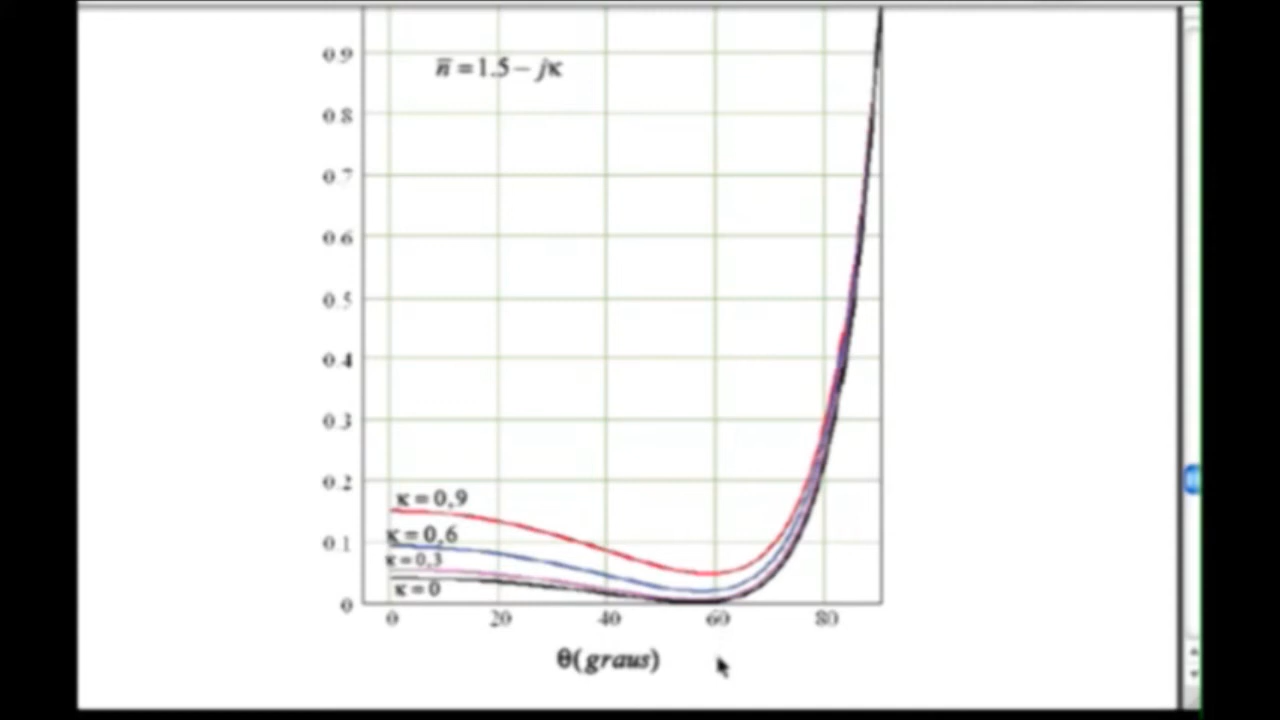 0.9
n̄ = 1.5 – jκ
0.8
0.7
0.6
0.5
0.4
0.3
0.2
κ = 0,9
κ = 0,6
0.1
κ = 0,3
κ = 0
0
0 20 40 60 80
θ(graus)